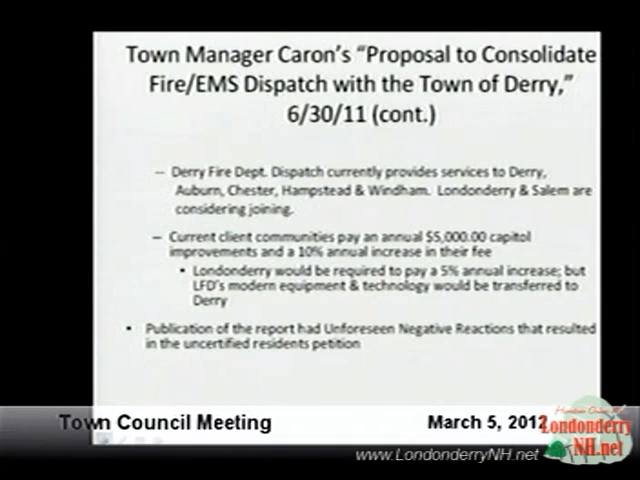 Town Manager Caron's “Proposal to Consolidate
Fire/EMS Dispatch with the Town of Derry,”
6/30/11 (cont.)
– Derry Fire Dept. Dispatch currently provides services to Derry,
Auburn, Chester, Hampstead & Windham. Londonderry & Salem are
considering joining.
– Current client communities pay an annual $5,000.00 capitol
improvements and a 10% annual increase in their fee
• Londonderry would be required to pay a 5% annual increase; but
LFD's modern equipment & technology would be transferred to
Derry
• Publication of the report had Unforeseen Negative Reactions that resulted
in the uncertified residents petition
Town Council Meeting
March 5, 2012
Londonderry
NH.net
www.LondonderryNH.net